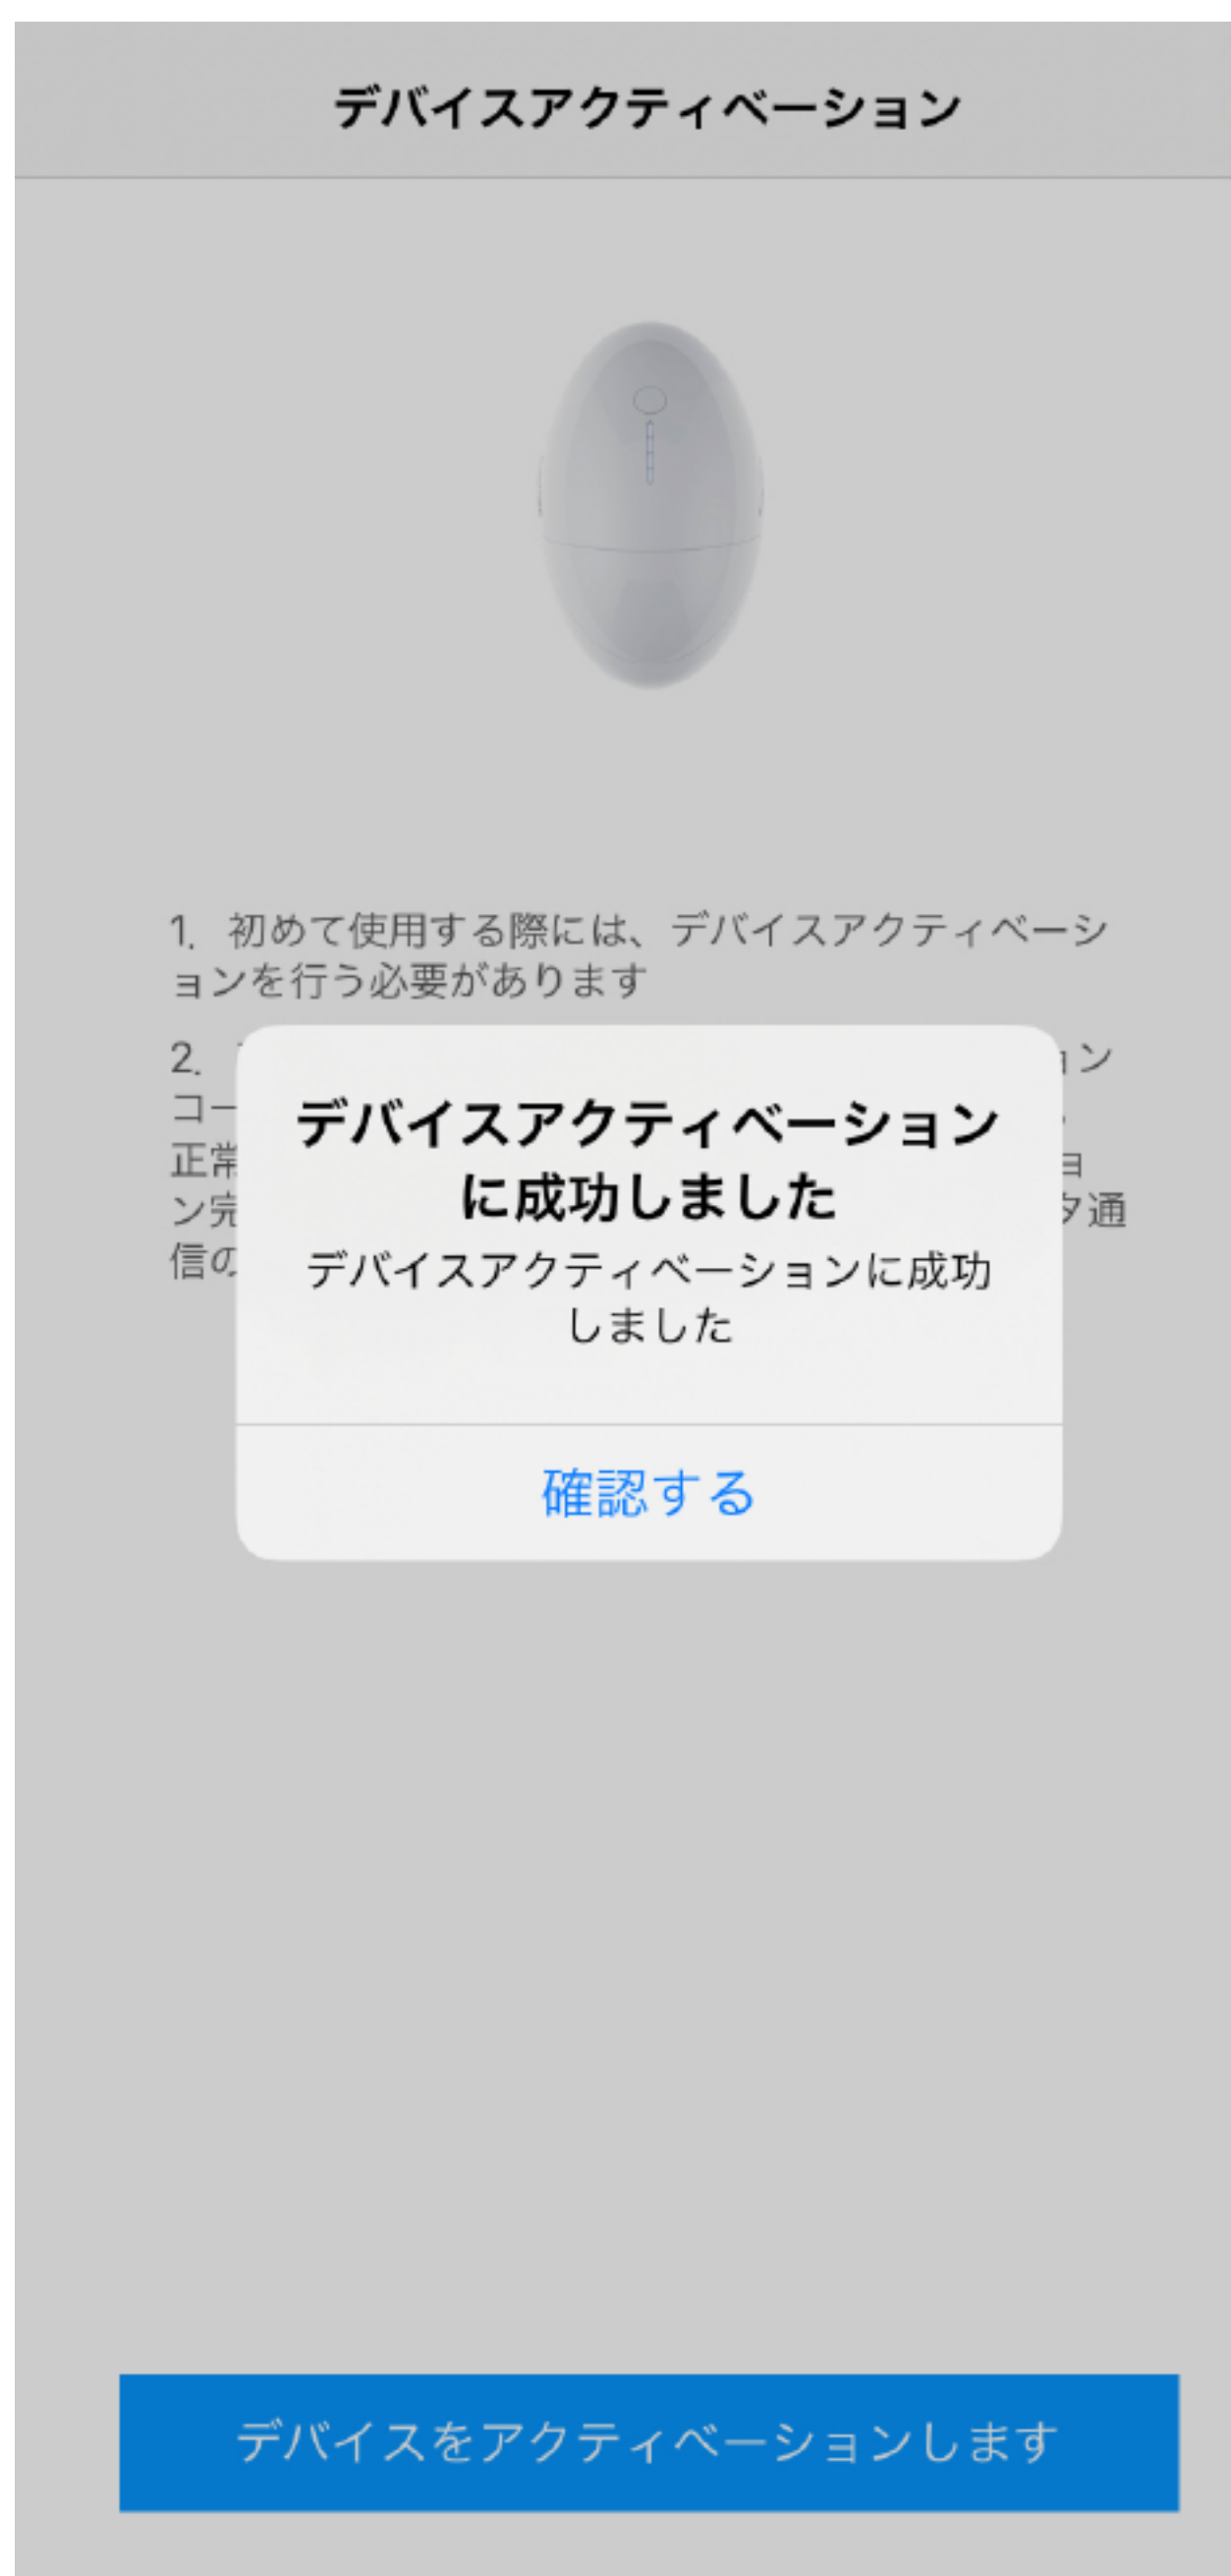 デバイスアクティベーション
1. 初めて使用する際には、デバイスアクティベーシ
ョンを行う必要があります
2.
ン
コー
正常
ョ
ン完
タ通
信の
デバイスアクティベーション
に成功しました
デバイスアクティベーションに成功
しました
確認する
デバイスをアクティベーションします